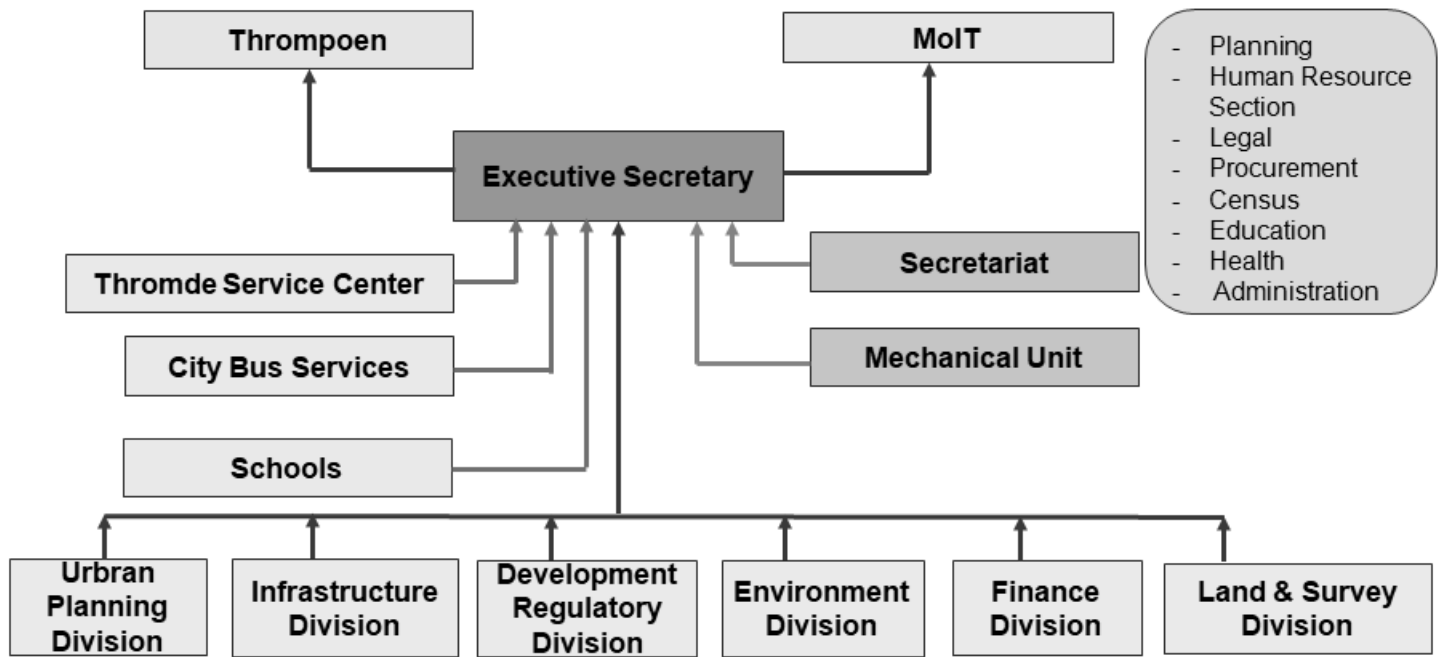 Thrompoen
MoIT
- Planning
- Human Resource
Section
- Legal
- Procurement
- Census
- Education
- Health
- Administration
Executive Secretary
Thromde Service Center
Secretariat
City Bus Services
Mechanical Unit
Schools
Urbran
Planning
Division
Infrastructure
Division
Development
Regulatory
Division
Environment
Division
Finance
Division
Land & Survey
Division